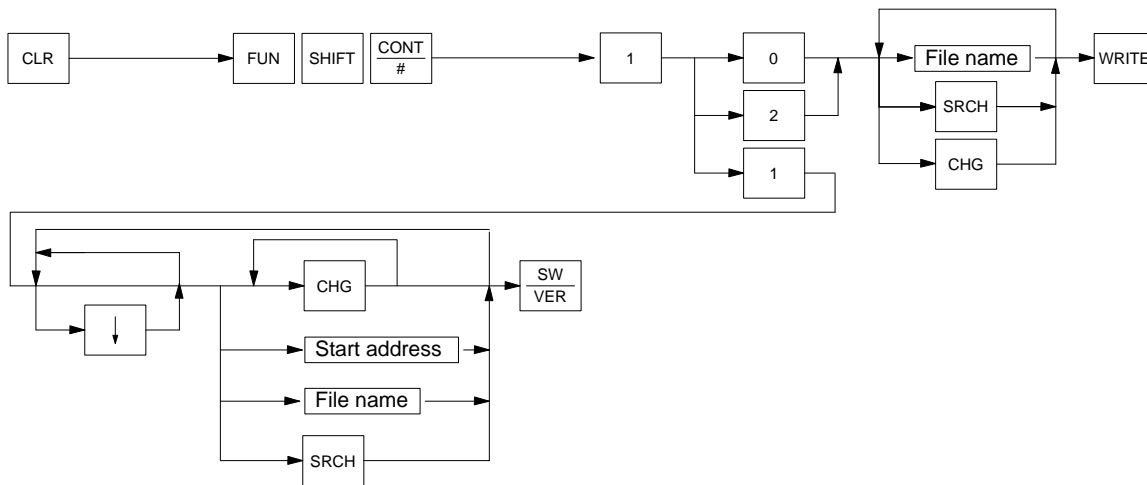 CLR
FUN
SHIFT
CONT
#
1
0
File name
WRITE
SRCH
2
CHG
1
CHG
SW
VER
↓
Start address
File name
SRCH